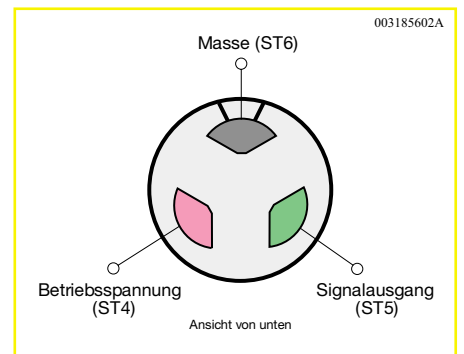 003185602A
Masse (ST6)
Betriebsspannung
(ST4)
Signalausgang
(ST5)
Ansicht von unten